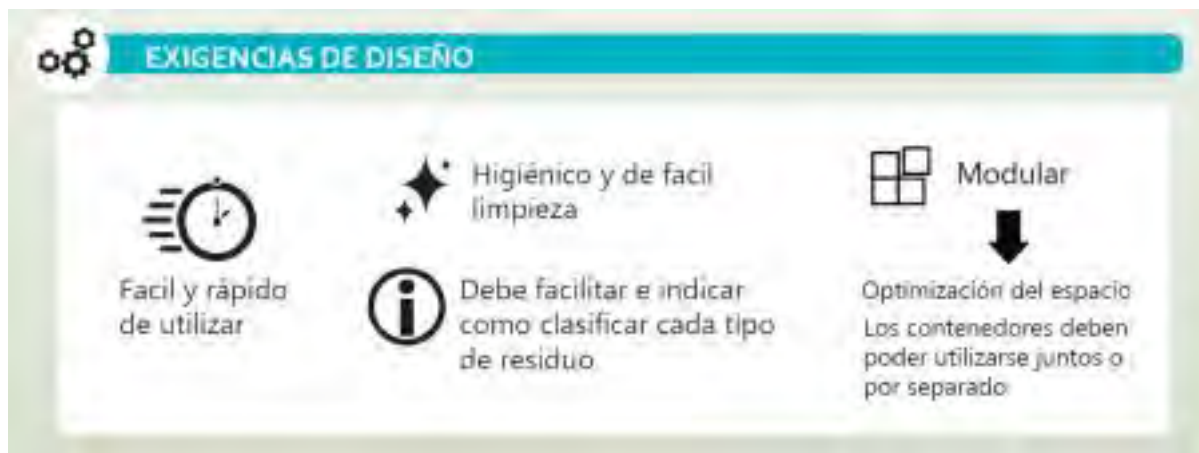 EXIGENCIAS DE DISEÑO
Facil y rápido
de utilizar
Higiénico y de facil
limpieza
Debe facilitar e indicar
como clasificar cada tipo
de residuo
Modular
Optimización del espacio
Los contenedores deben
poder utilizarse juntos o
por separado